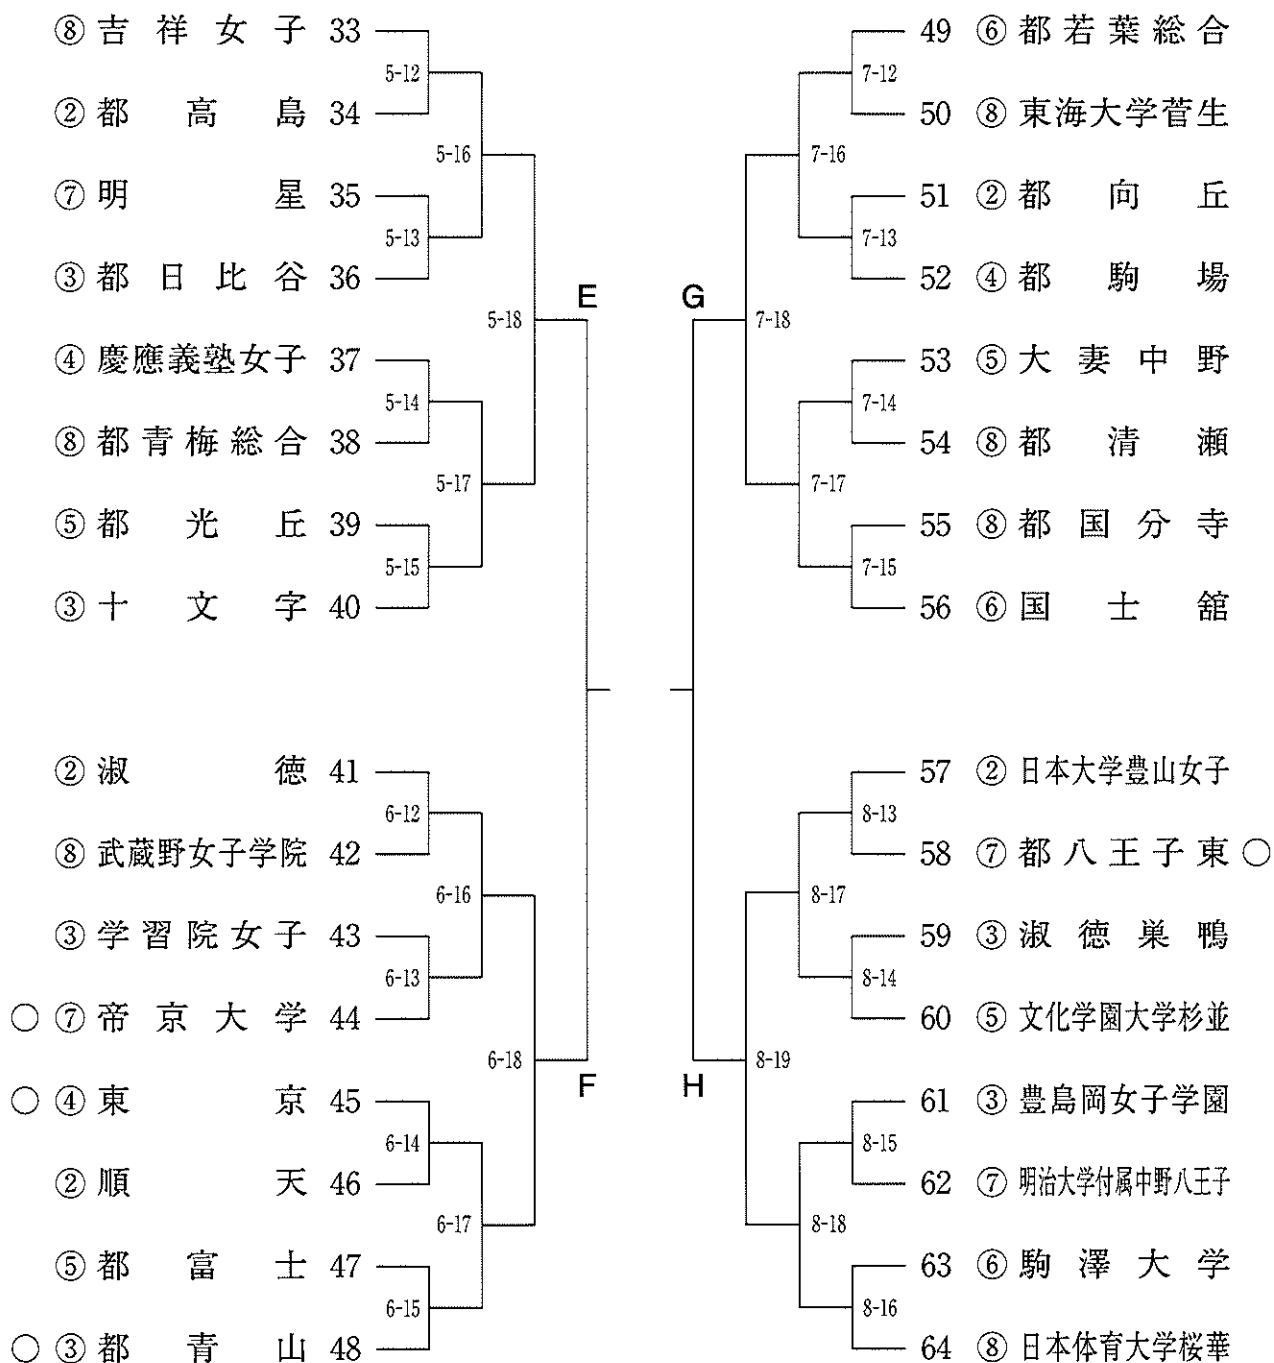 ⑧ 吉祥女子 33
5-12
② 都高島 34
5-16
⑦ 明星 35
5-13
③ 都日比谷 36
5-18
E
④ 慶應義塾女子 37
5-14
⑧ 都青梅総合 38
5-17
⑤ 都光丘 39
5-15
③ 十文字 40
② 淑徳 41
6-12
⑧ 武蔵野女子学院 42
6-16
③ 学習院女子 43
6-13
○ ⑦ 帝京大学 44
6-18
F
○ ④ 東京 45
6-14
② 順天 46
6-17
⑤ 都富士 47
6-15
○ ③ 都青山 48
49 ⑥ 都若葉総合
7-12
50 ⑧ 東海大学菅生
7-16
51 ② 都向丘
7-13
52 ④ 都駒場
G
7-18
53 ⑤ 大妻中野
7-14
54 ⑧ 都清瀬
7-17
55 ⑧ 都国分寺
7-15
56 ⑥ 国士舘
57 ② 日本大学豊山女子
8-13
58 ⑦ 都八王子東 ○
8-17
59 ③ 淑徳巣鴨
8-14
60 ⑤ 文化学園大学杉並
H
8-19
61 ③ 豊島岡女子学園
8-15
62 ⑦ 明治大学付属中野八王子
8-18
63 ⑥ 駒澤大学
8-16
64 ⑧ 日本体育大学桜華